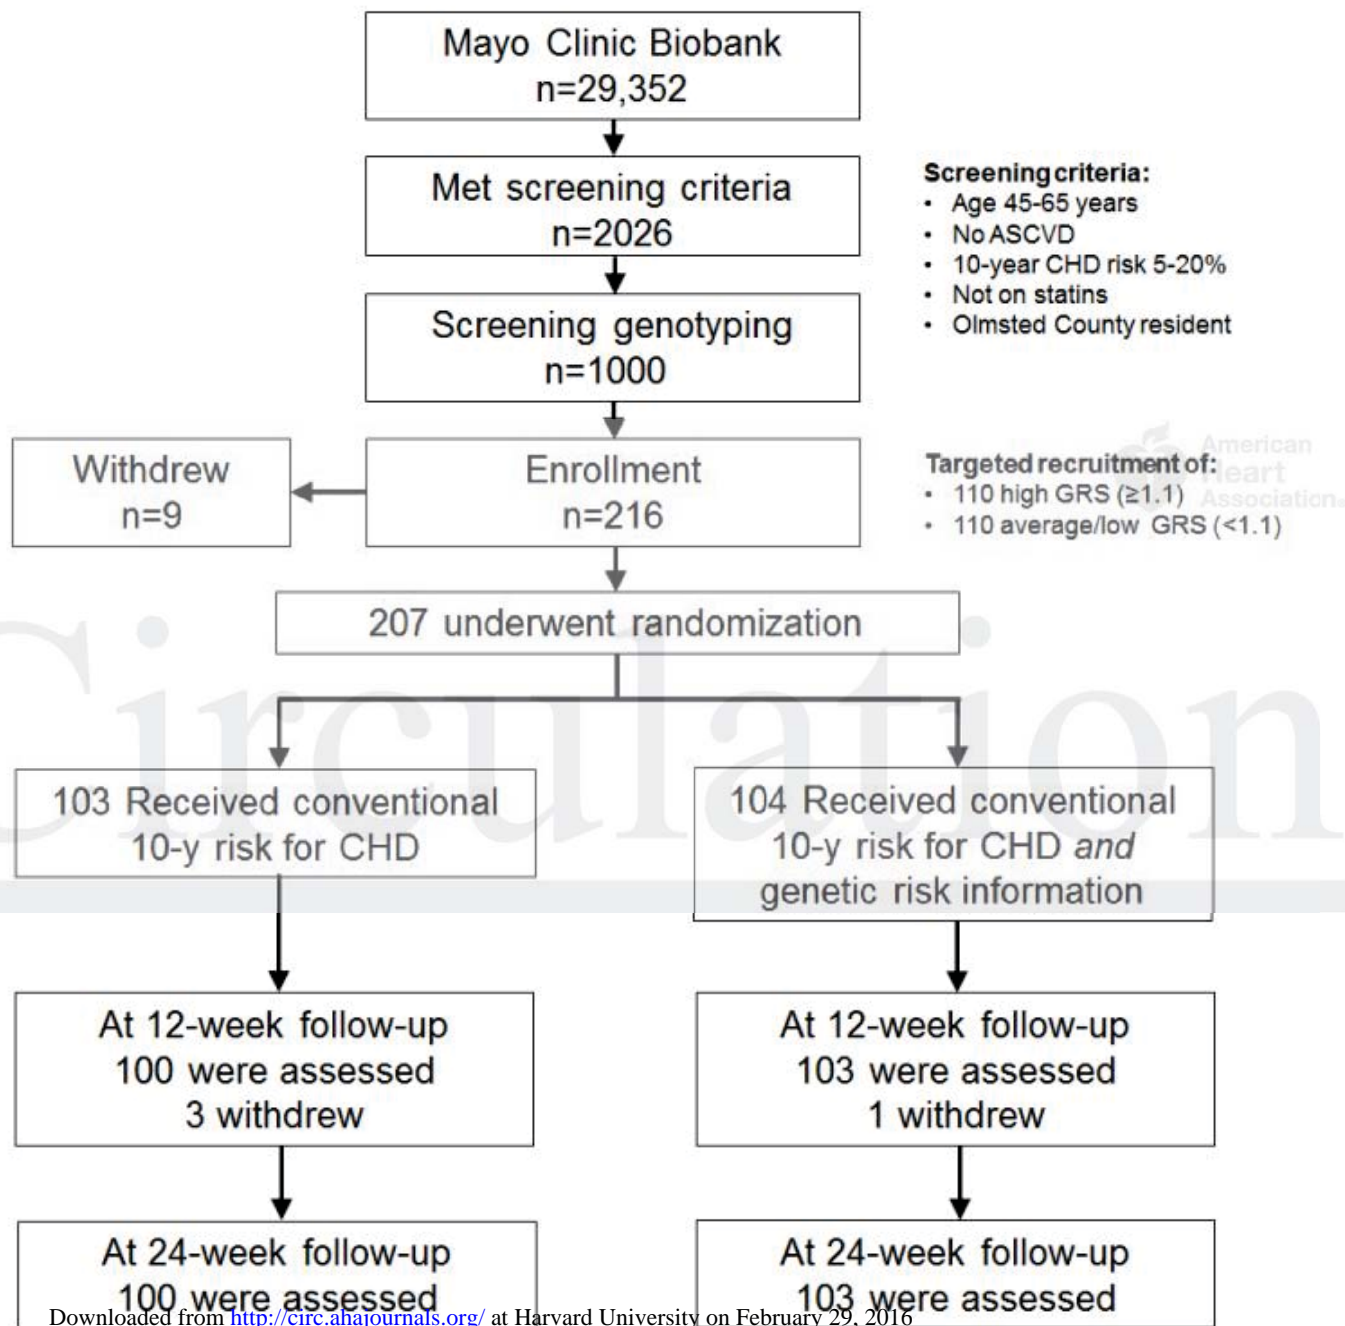 Mayo Clinic Biobank
n=29,352
Met screening criteria
n=2026
Screening criteria:
• Age 45-65 years
• No ASCVD
• 10-year CHD risk 5-20%
• Not on statins
• Olmsted County resident
Screening genotyping
n=1000
Withdrew
n=9
Enrollment
n=216
American
Heart
Association®
Targeted recruitment of:
• 110 high GRS (≥1.1)
• 110 average/low GRS (<1.1)
207 underwent randomization
Circulation
103 Received conventional
10-y risk for CHD
104 Received conventional
10-y risk for CHD and
genetic risk information
At 12-week follow-up
100 were assessed
3 withdrew
At 12-week follow-up
103 were assessed
1 withdrew
At 24-week follow-up
100 were assessed
At 24-week follow-up
103 were assessed
Downloaded from http://circ.ahajournals.org/ at Harvard University on February 29, 2016